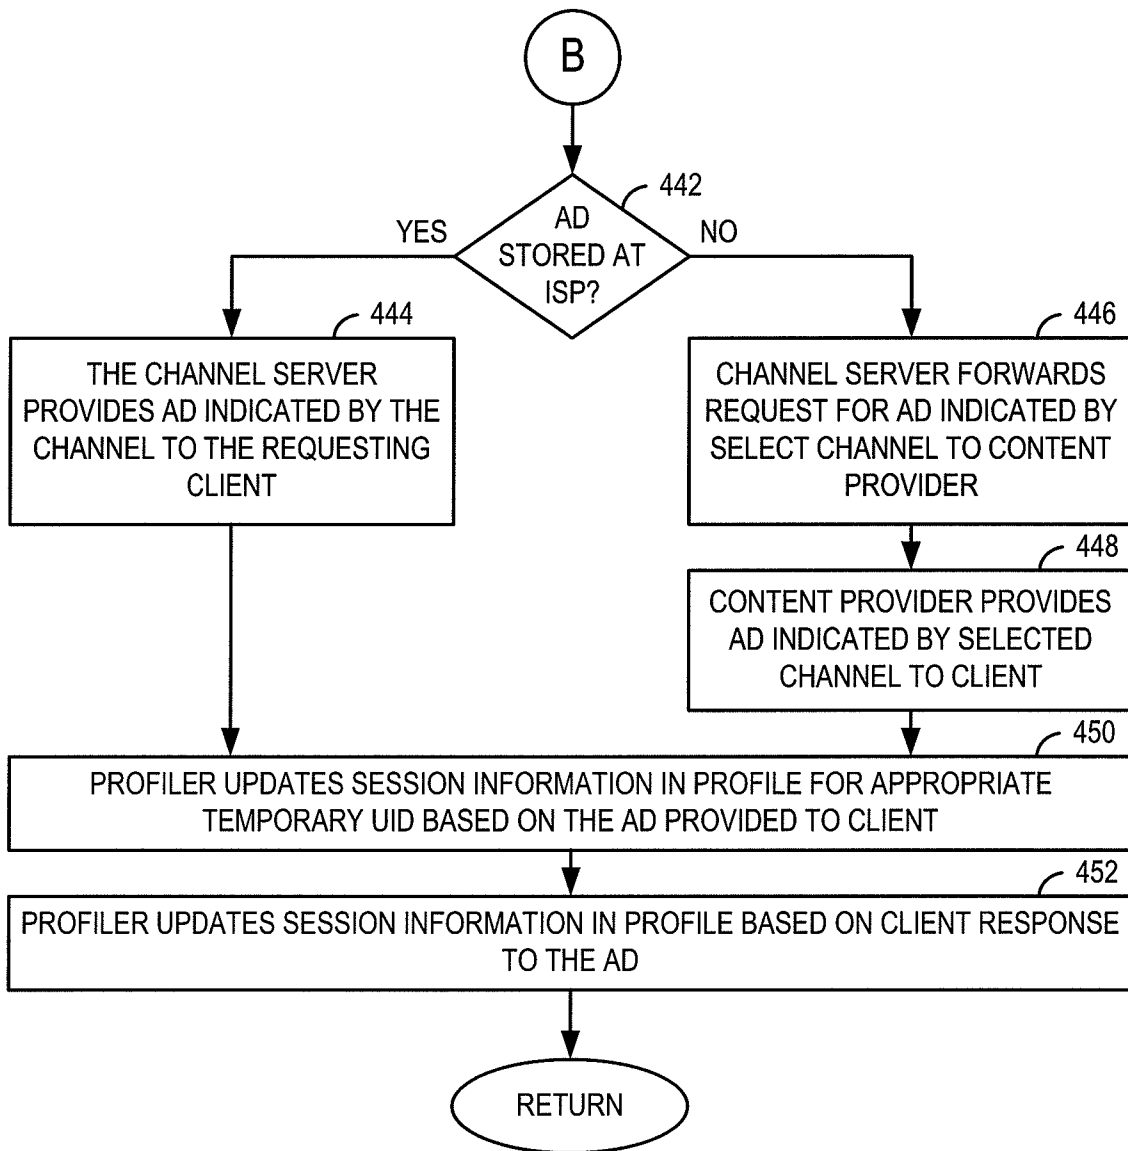 B
442
AD
STORED AT
ISP?
YES
NO
444
THE CHANNEL SERVER
PROVIDES AD INDICATED BY THE
CHANNEL TO THE REQUESTING
CLIENT
446
CHANNEL SERVER FORWARDS
REQUEST FOR AD INDICATED BY
SELECT CHANNEL TO CONTENT
PROVIDER
448
CONTENT PROVIDER PROVIDES
AD INDICATED BY SELECTED
CHANNEL TO CLIENT
450
PROFILER UPDATES SESSION INFORMATION IN PROFILE FOR APPROPRIATE
TEMPORARY UID BASED ON THE AD PROVIDED TO CLIENT
452
PROFILER UPDATES SESSION INFORMATION IN PROFILE BASED ON CLIENT RESPONSE
TO THE AD
RETURN